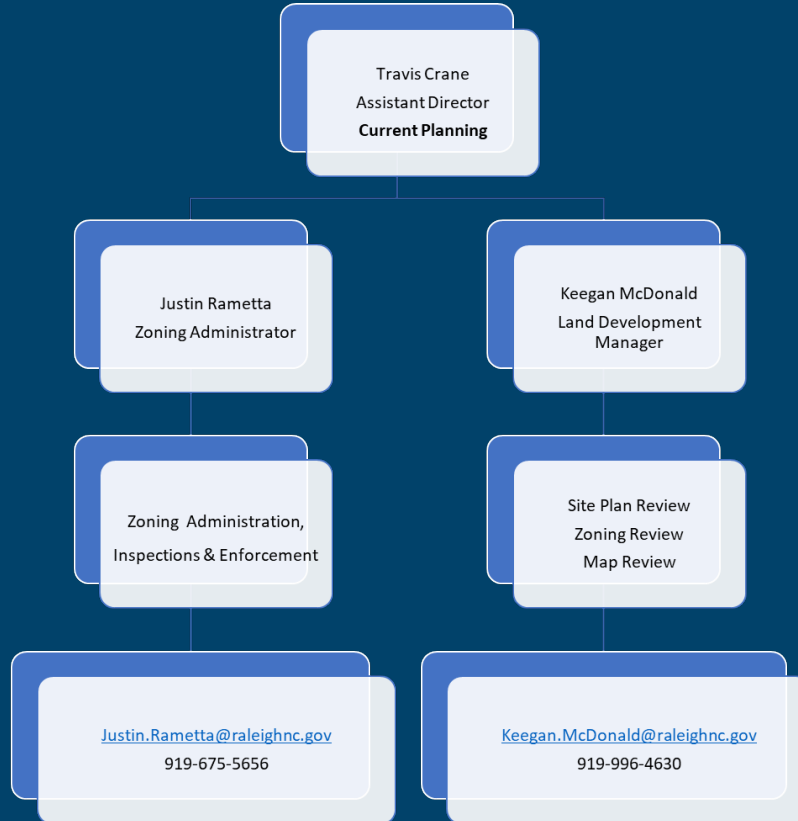 Travis Crane
Assistant Director
Current Planning
Justin Rametta
Zoning Administrator
Keegan McDonald
Land Development
Manager
Zoning Administration,
Inspections & Enforcement
Site Plan Review
Zoning Review
Map Review
Justin.Rametta@raleighnc.gov
919-675-5656
Keegan.McDonald@raleighnc.gov
919-996-4630